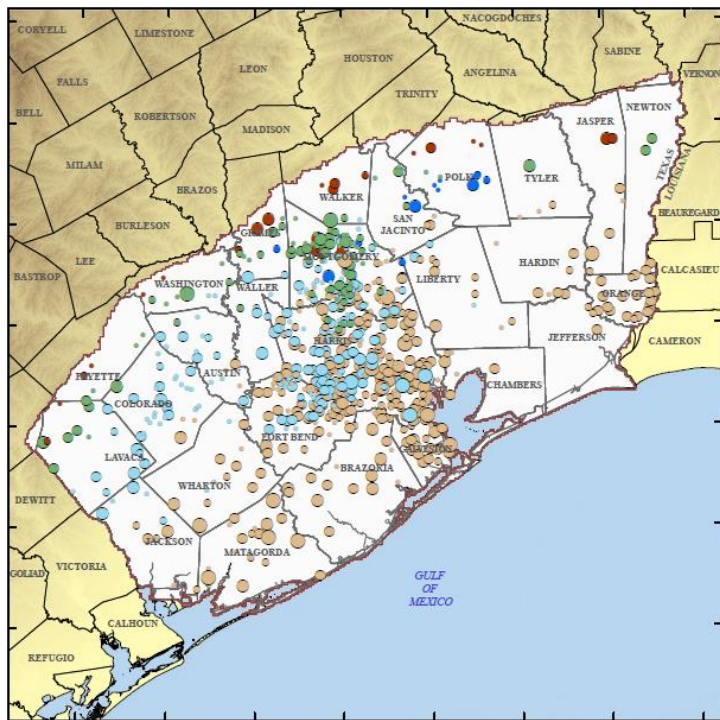 NACOGDOCHES
CORYELL
LIMESTONE
HOUSTON
SABINE
LEON
ANGELINA
VERNON
FALLS
TRINITY
NEWTON
BELL
ROBERTSON
JASPER
MADISON
MILAM
TEXAS
LOUISIANA
BRAZOS
WALKER
POLK
TYLER
BEAUREGARD
BURLESON
SAN
JACINTO
GRIMES
LEE
MONTGOMERY
HARDIN
CALCASIEU
BASTROP
WASHINGTON
WALLER
LIBERTY
ORANGE
HARRIS
JEFFERSON
CAMERON
FAYETTE
AUSTIN
CHAMBERS
COLORADO
FORT BEND
LAVACA
GALVESTON
BRAZORIA
WHARTON
DEWITT
JACKSON
MATAGORDA
VICTORIA
GOLIAD
GULF
OF
MEXICO
CALHOUN
REFUGIO